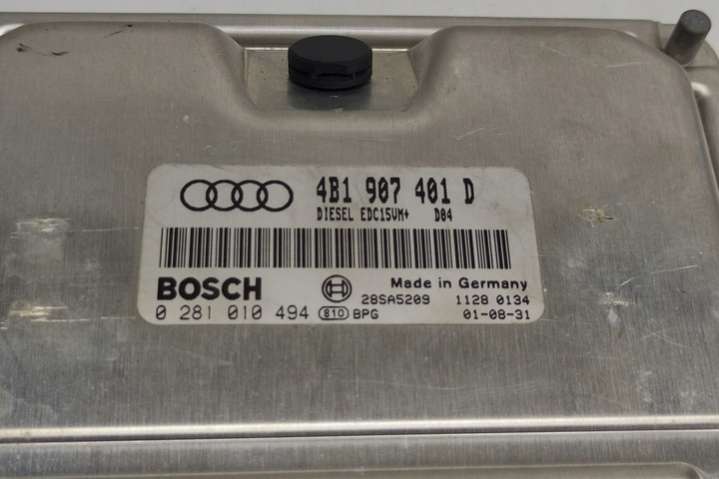 4B1 907 401 D
DIESEL EDC15VM+ D04
BOSCH Made in Germany
28SA5209 1128 0134
0 281 010 494 810 BPG 01-08-31